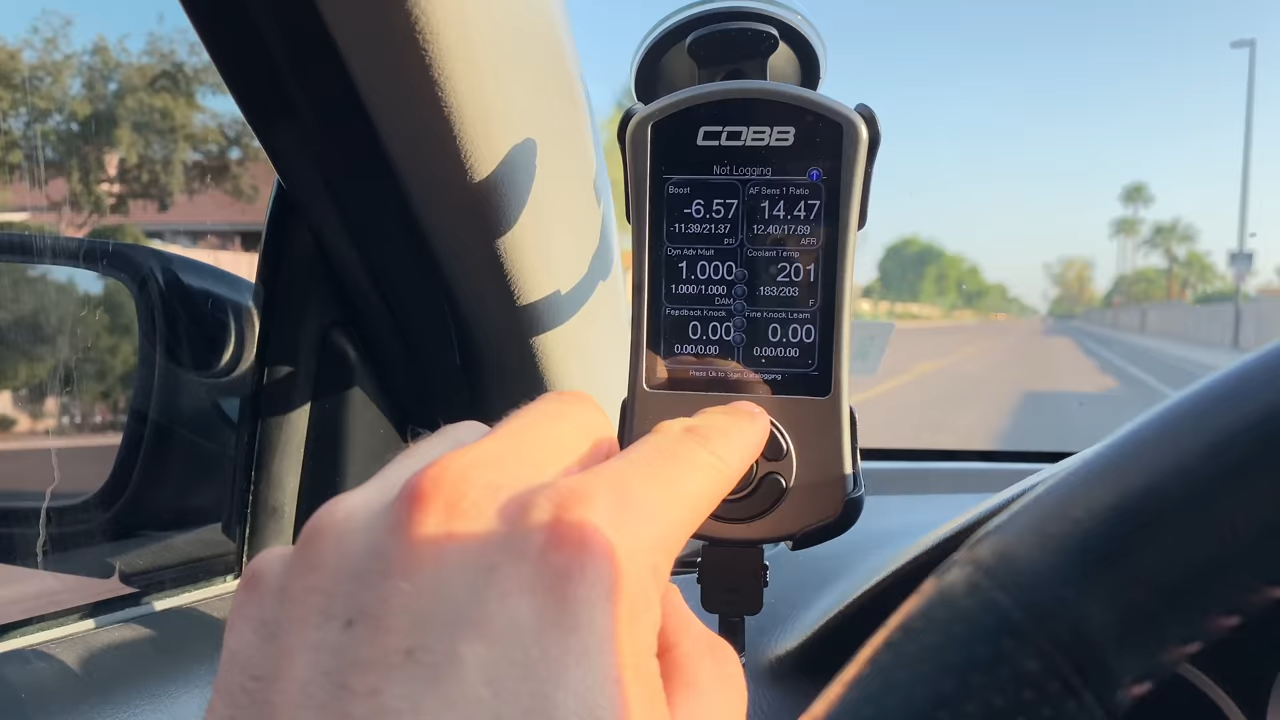 COBB
Not Logging
Boost
-6.57
-11.39/21.37
psi
AF Sens 1 Ratio
14.47
12.40/17.69
AFR
Dyn Adv Mult
1.000
1.000/1.000
DAM
Coolant Temp
201
183/203
F
Feedback Knock
0.00
0.00/0.00
Fine Knock Learn
0.00
0.00/0.00
Press Ok to Start Datalogging